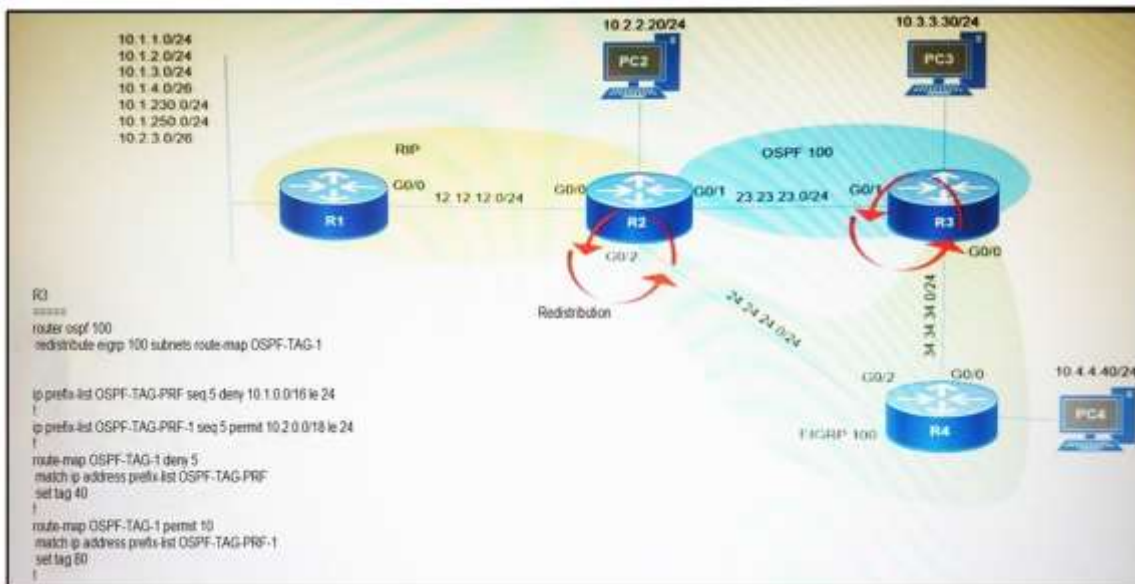 10.1.1.0/24
10.1.2.0/24
10.1.3.0/24
10.1.4.0/26
10.1.230.0/24
10.1.250.0/24
10.2.3.0/26
10.2.2.20/24
PC2
10.3.3.30/24
PC3
RIP
OSPF 100
G0/0
12.12.12.0/24
G0/0
G0/1
23.23.23.0/24
G0/1
R1
R2
R3
G0/2
G0/0
Redistribution
24.24.24.0/24
34.34.34.0/24
G0/2
G0/0
10.4.4.40/24
PC4
EIGRP 100
R4
R3
=====
router ospf 100
redistribute eigrp 100 subnets route-map OSPF-TAG-1
ip prefix-list OSPF-TAG-PRF seq 5 deny 10.1.0.0/16 le 24
!
ip prefix-list OSPF-TAG-PRF-1 seq 5 permit 10.2.0.0/18 le 24
!
route-map OSPF-TAG-1 deny 5
match ip address prefix-list OSPF-TAG-PRF
set tag 40
!
route-map OSPF-TAG-1 permit 10
match ip address prefix-list OSPF-TAG-PRF-1
set tag 80
!